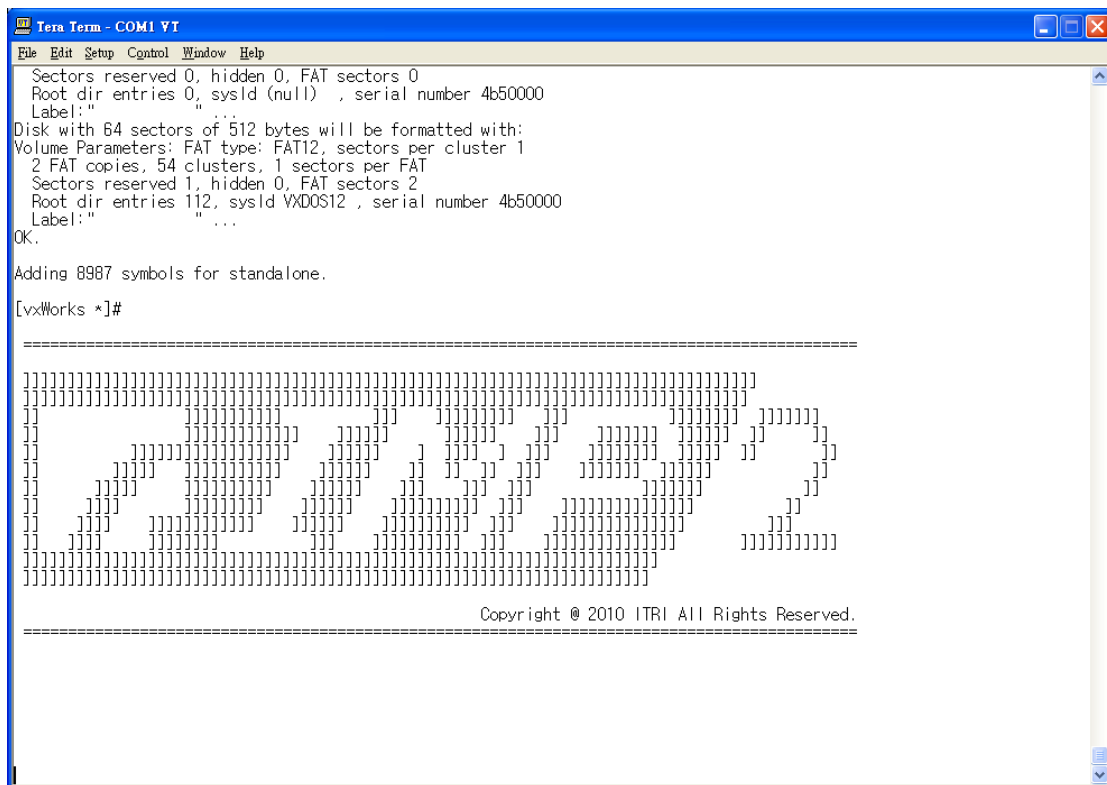 Tera Term - COM1 VT
File Edit Setup Control Window Help
Sectors reserved 0, hidden 0, FAT sectors 0
Root dir entries 0, sysId (null)  , serial number 4b50000
Label:"           " ...
Disk with 64 sectors of 512 bytes will be formatted with:
Volume Parameters: FAT type: FAT12, sectors per cluster 1
2 FAT copies, 54 clusters, 1 sectors per FAT
Sectors reserved 1, hidden 0, FAT sectors 2
Root dir entries 112, sysId VXDOS12 , serial number 4b50000
Label:"           " ...
OK.
Adding 8987 symbols for standalone.
[vxWorks *]#
Copyright @ 2010 ITRI All Rights Reserved.